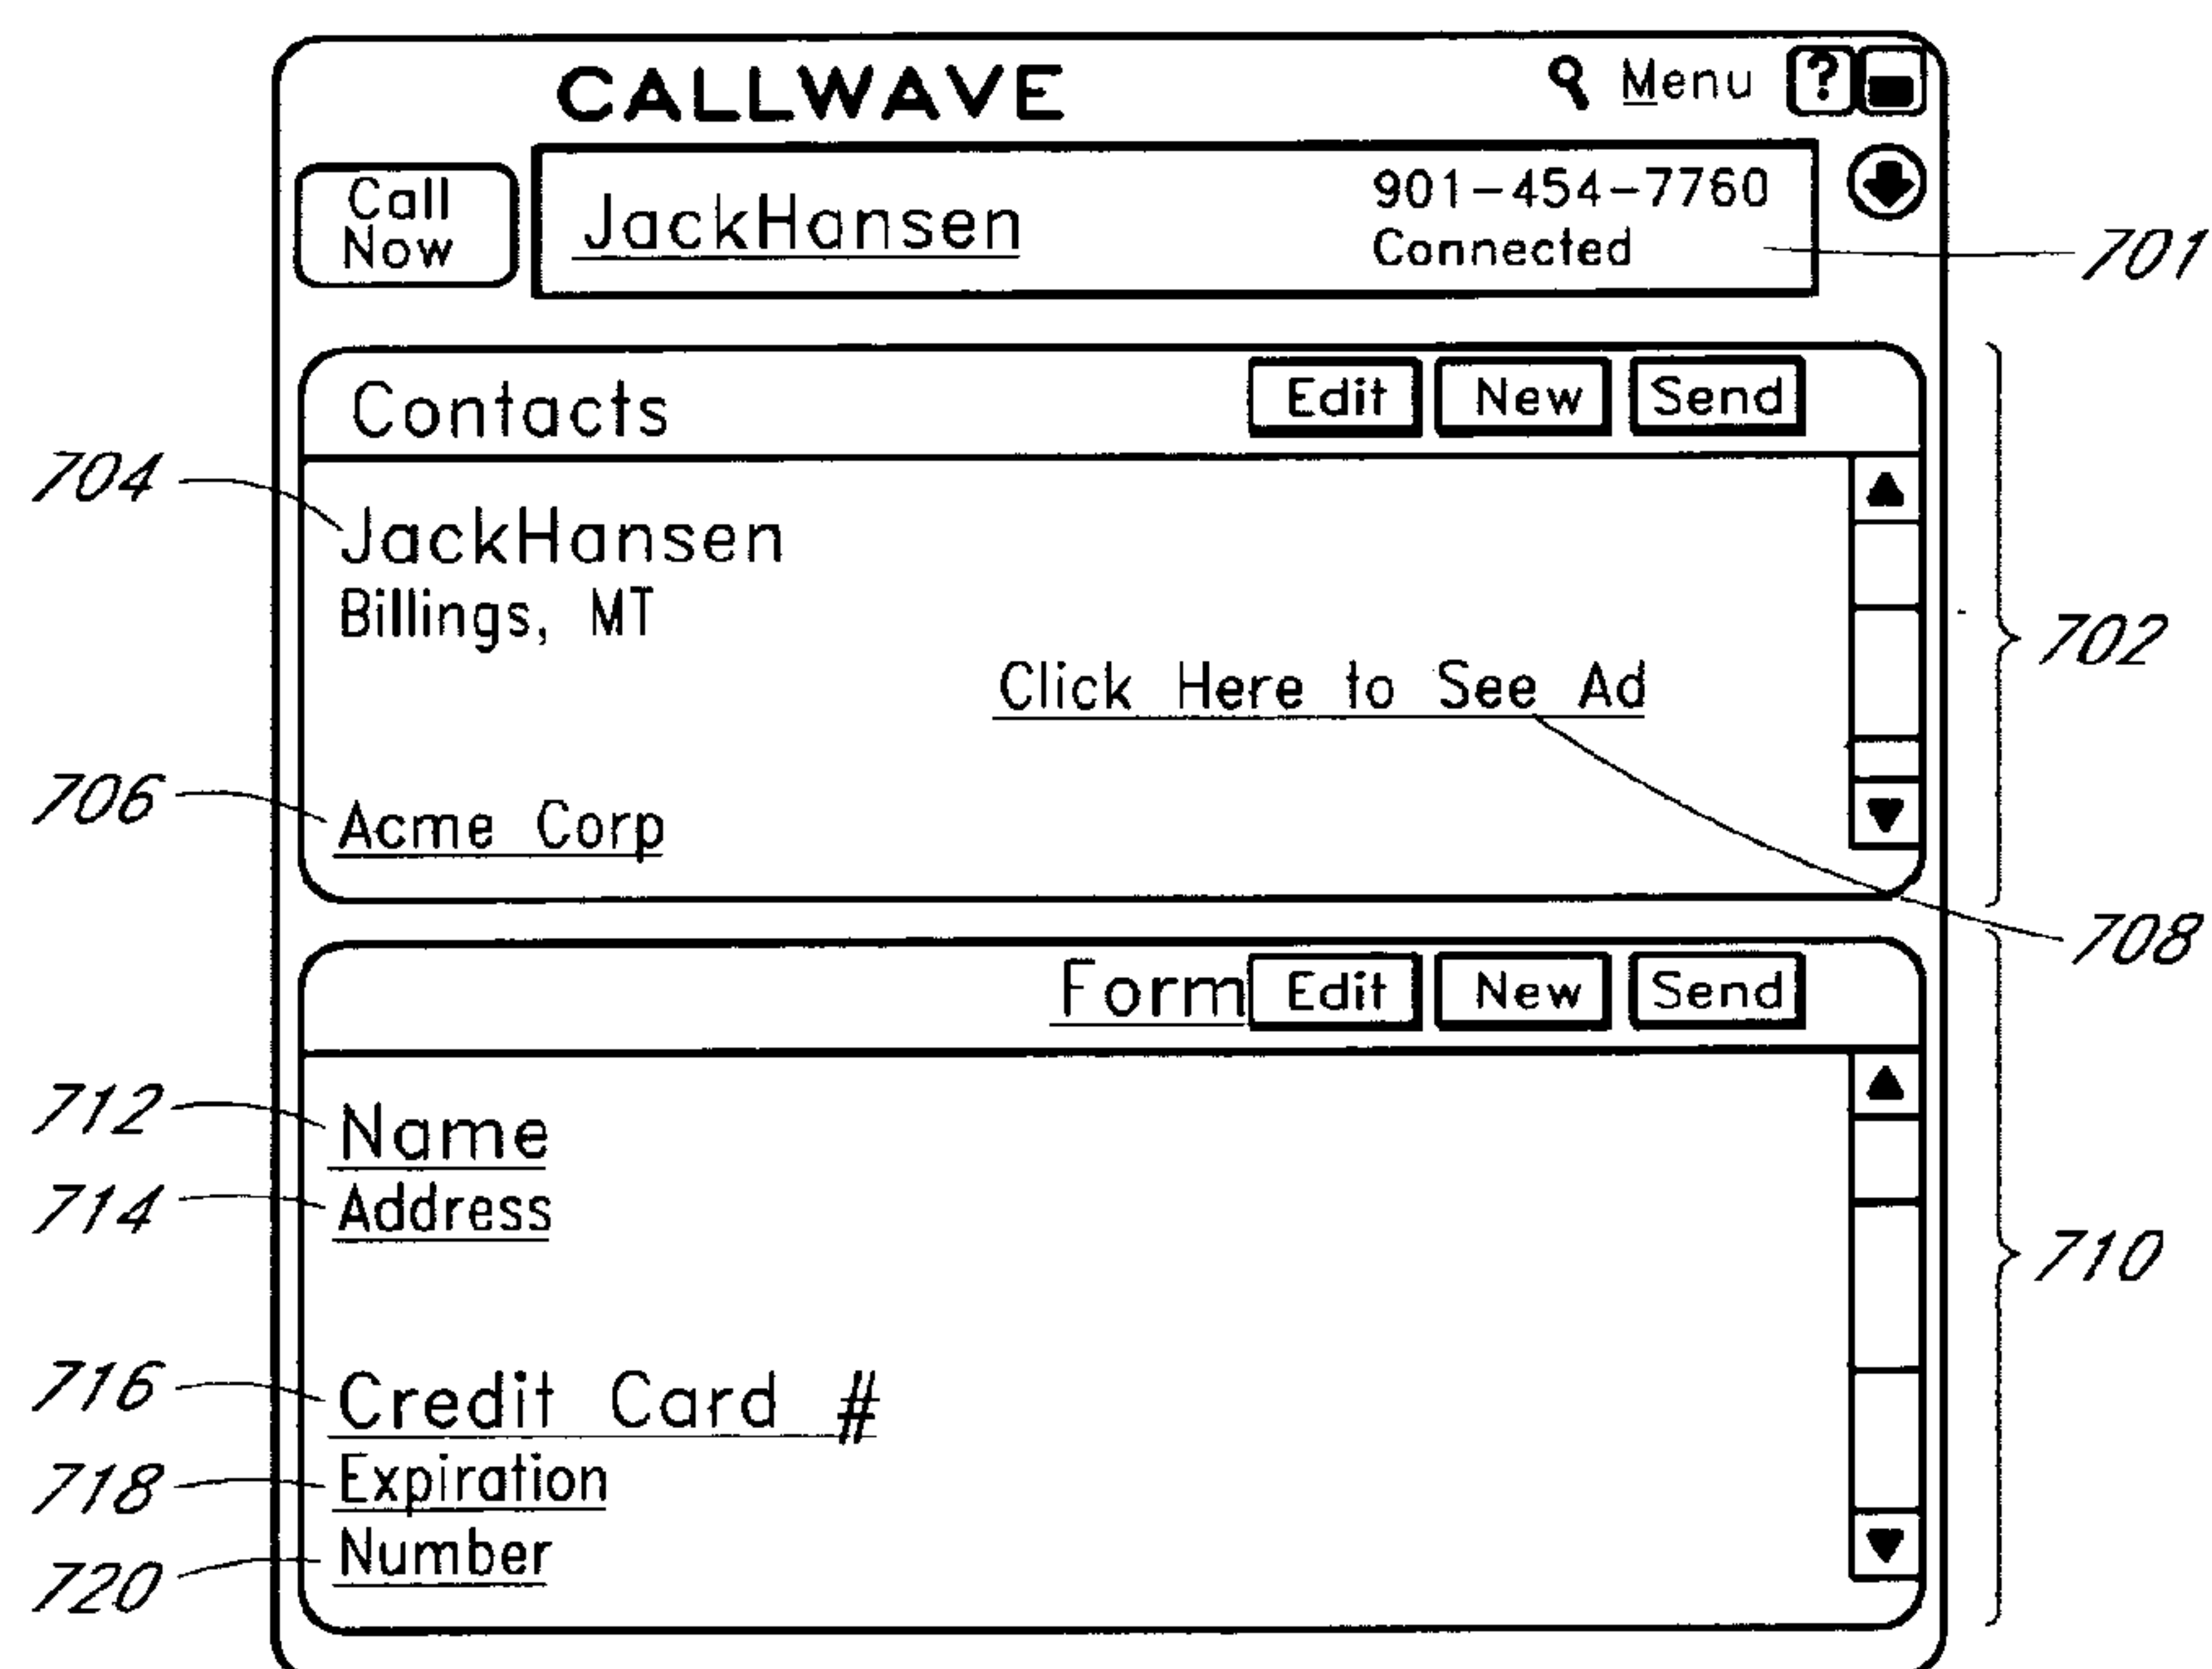 CALLWAVE Menu ?
Call Now JackHansen 901-454-7760 Connected
701
Contacts Edit New Send
704
JackHansen
Billings, MT
702
Click Here to See Ad
706
Acme Corp
708
Form Edit New Send
712
Name
714
Address
710
716
Credit Card #
718
Expiration
720
Number